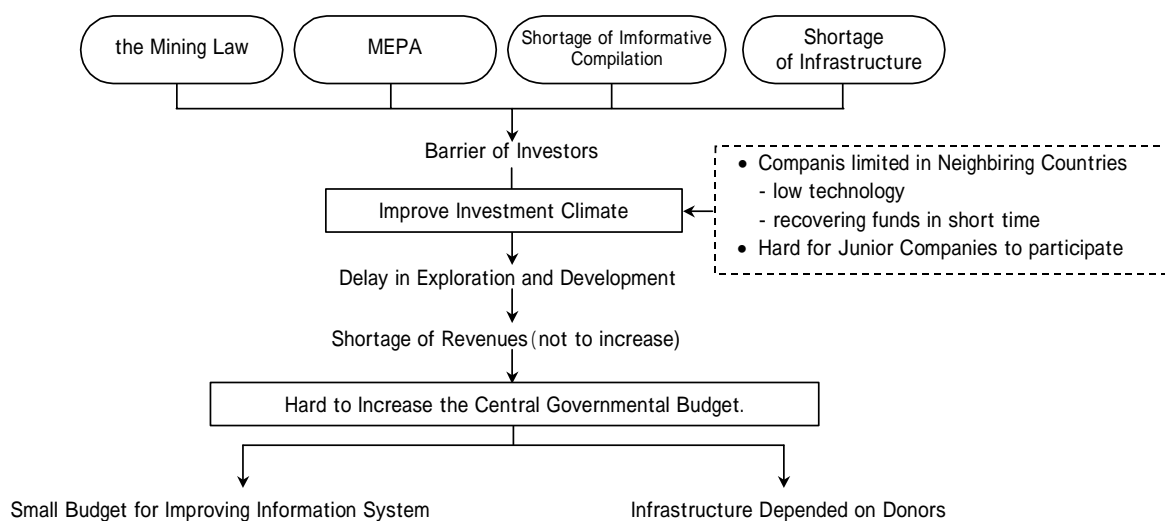 the Mining Law
MEPA
Shortage of Imformative
Compilation
Shortage
of Infrastructure
Barrier of Investors
• Companis limited in Neighbiring Countries
- low technology
- recovering funds in short time
• Hard for Junior Companies to participate
Improve Investment Climate
Delay in Exploration and Development
Shortage of Revenues (not to increase)
Hard to Increase the Central Governmental Budget.
Small Budget for Improving Information System
Infrastructure Depended on Donors